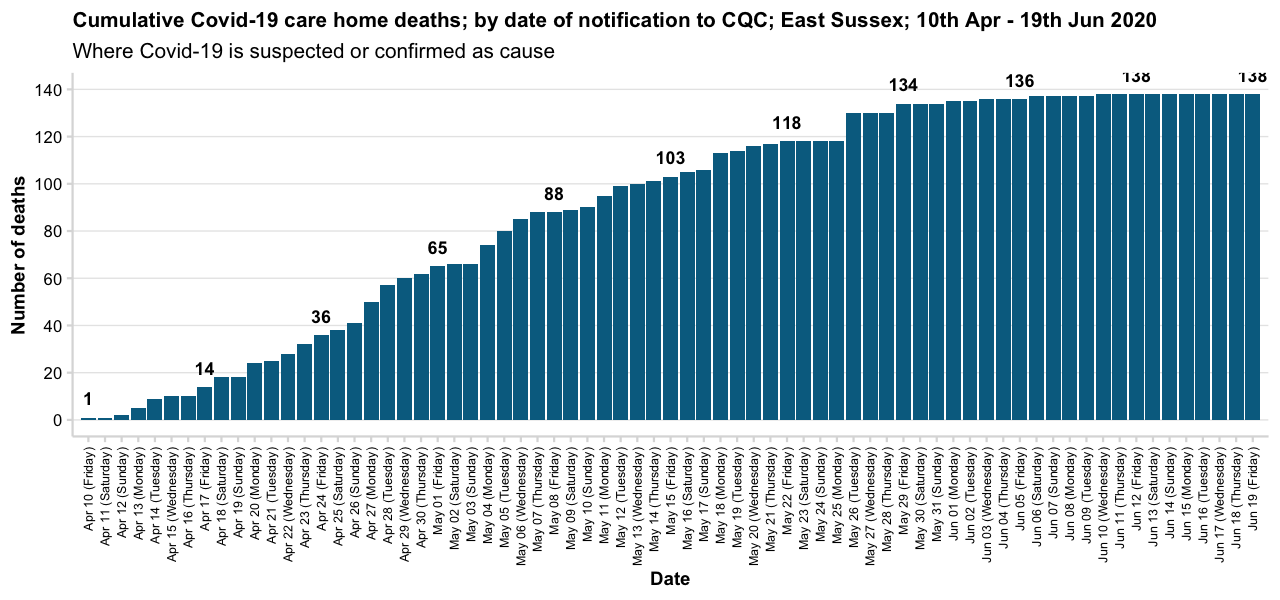 Cumulative Covid-19 care home deaths; by date of notification to CQC; East Sussex; 10th Apr - 19th Jun 2020
Where Covid-19 is suspected or confirmed as cause
Number of deaths
140
120
100
80
60
40
20
0
1
14
36
65
88
103
118
134
136
138
138
Apr 10 (Friday)
Apr 11 (Saturday)
Apr 12 (Sunday)
Apr 13 (Monday)
Apr 14 (Tuesday)
Apr 15 (Wednesday)
Apr 16 (Thursday)
Apr 17 (Friday)
Apr 18 (Saturday)
Apr 19 (Sunday)
Apr 20 (Monday)
Apr 21 (Tuesday)
Apr 22 (Wednesday)
Apr 23 (Thursday)
Apr 24 (Friday)
Apr 25 (Saturday)
Apr 26 (Sunday)
Apr 27 (Monday)
Apr 28 (Tuesday)
Apr 29 (Wednesday)
Apr 30 (Thursday)
May 01 (Friday)
May 02 (Saturday)
May 03 (Sunday)
May 04 (Monday)
May 05 (Tuesday)
May 06 (Wednesday)
May 07 (Thursday)
May 08 (Friday)
May 09 (Saturday)
May 10 (Sunday)
May 11 (Monday)
May 12 (Tuesday)
May 13 (Wednesday)
May 14 (Thursday)
May 15 (Friday)
May 16 (Saturday)
May 17 (Sunday)
May 18 (Monday)
May 19 (Tuesday)
May 20 (Wednesday)
May 21 (Thursday)
May 22 (Friday)
May 23 (Saturday)
May 24 (Sunday)
May 25 (Monday)
May 26 (Tuesday)
May 27 (Wednesday)
May 28 (Thursday)
May 29 (Friday)
May 30 (Saturday)
May 31 (Sunday)
Jun 01 (Monday)
Jun 02 (Tuesday)
Jun 03 (Wednesday)
Jun 04 (Thursday)
Jun 05 (Friday)
Jun 06 (Saturday)
Jun 07 (Sunday)
Jun 08 (Monday)
Jun 09 (Tuesday)
Jun 10 (Wednesday)
Jun 11 (Thursday)
Jun 12 (Friday)
Jun 13 (Saturday)
Jun 14 (Sunday)
Jun 15 (Monday)
Jun 16 (Tuesday)
Jun 17 (Wednesday)
Jun 18 (Thursday)
Jun 19 (Friday)
Date